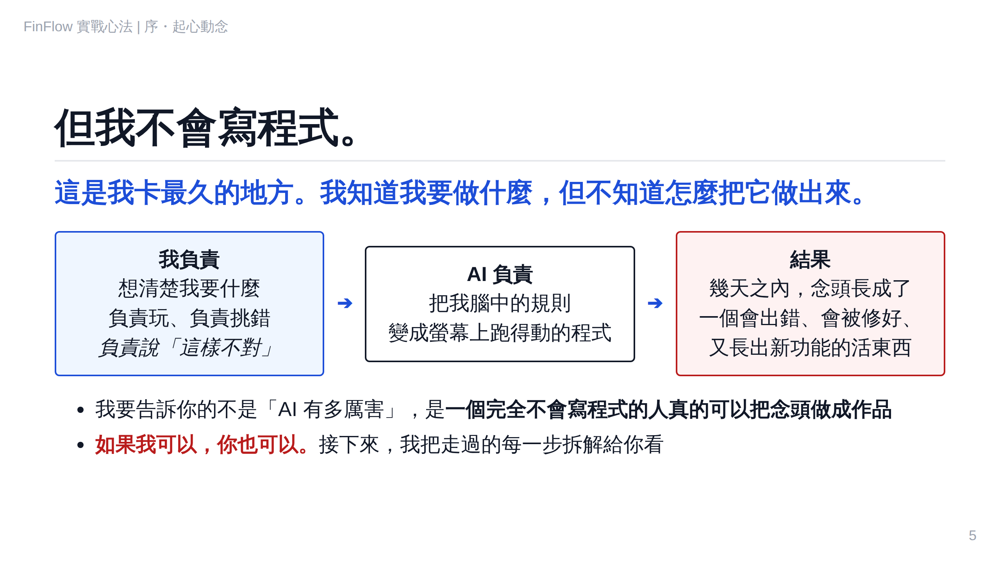 FinFlow 實戰心法 | 序・起心動念
但我不會寫程式。
這是我卡最久的地方。我知道我要做什麼，但不知道怎麼把它做出來。
我負責
想清楚我要什麼
負責玩、負責挑錯
負責說「這樣不對」
➔
AI 負責
把我腦中的規則
變成螢幕上跑得動的程式
➔
結果
幾天之內，念頭長成了
一個會出錯、會被修好、
又長出新功能的活東西
• 我要告訴你的不是「AI 有多厲害」，是一個完全不會寫程式的人真的可以把念頭做成作品
• 如果我可以，你也可以。接下來，我把走過的每一步拆解給你看
5